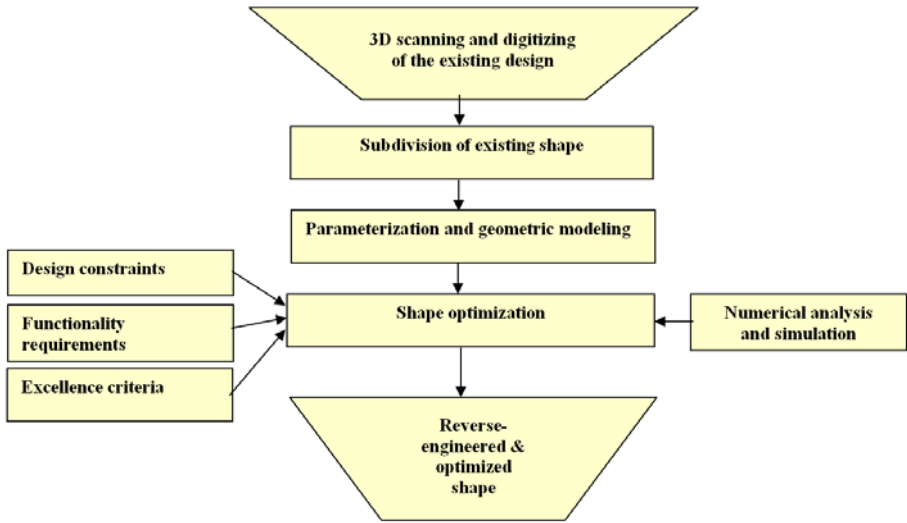 3D scanning and digitizing
of the existing design
Subdivision of existing shape
Parameterization and geometric modeling
Design constraints
Functionality
requirements
Excellence criteria
Shape optimization
Numerical analysis
and simulation
Reverse-
engineered &
optimized
shape